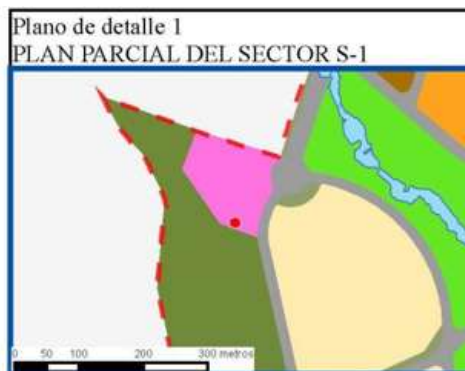 Plano de detalle 1
PLAN PARCIAL DEL SECTOR S-1
0 50 100 200 300 metros